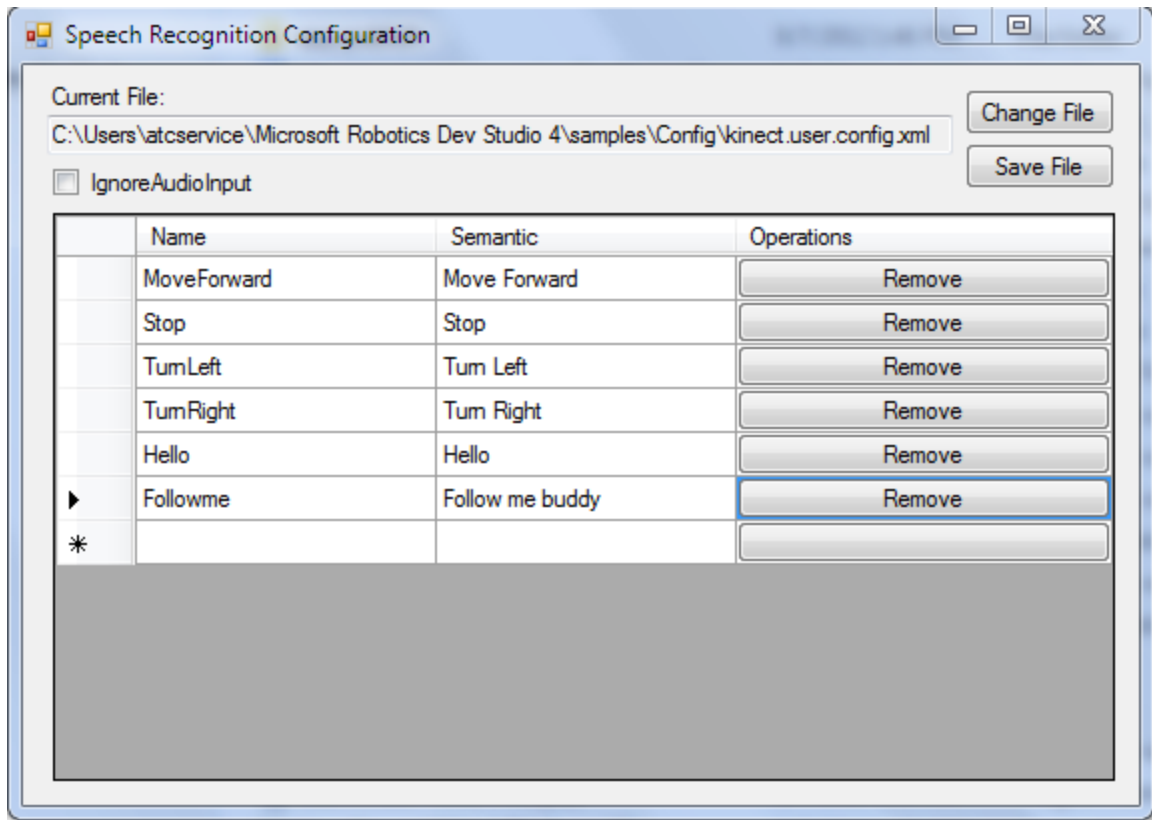 Speech Recognition Configuration
Current File:
Change File
C:\Users\atcservice\Microsoft Robotics Dev Studio 4\samples\Config\kinect.user.config.xml
Save File
IgnoreAudioInput
Name Semantic Operations
MoveForward Move Forward Remove
Stop Stop Remove
TurnLeft Turn Left Remove
TurnRight Turn Right Remove
Hello Hello Remove
Followme Follow me buddy Remove